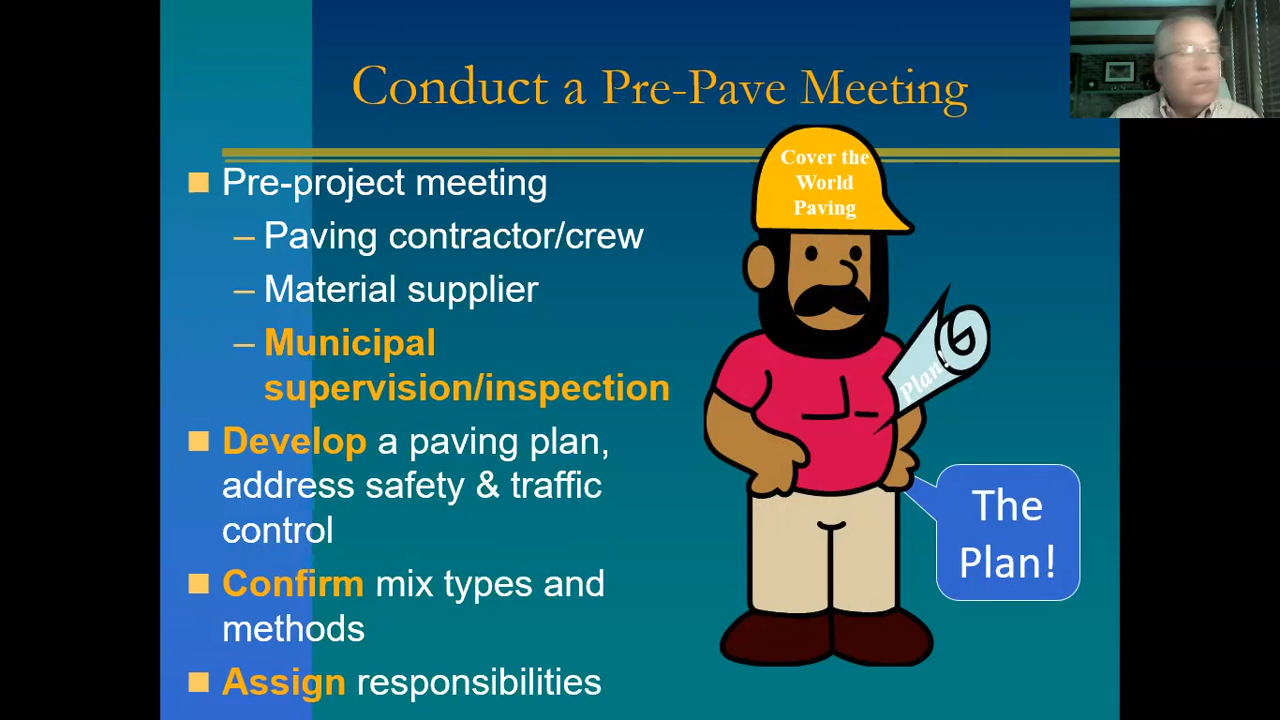 Conduct a Pre-Pave Meeting
Pre-project meeting
– Paving contractor/crew
– Material supplier
– Municipal
supervision/inspection
Develop a paving plan,
address safety & traffic
control
Confirm mix types and
methods
Assign responsibilities
Cover the
World
Paving
Plan!
The
Plan!